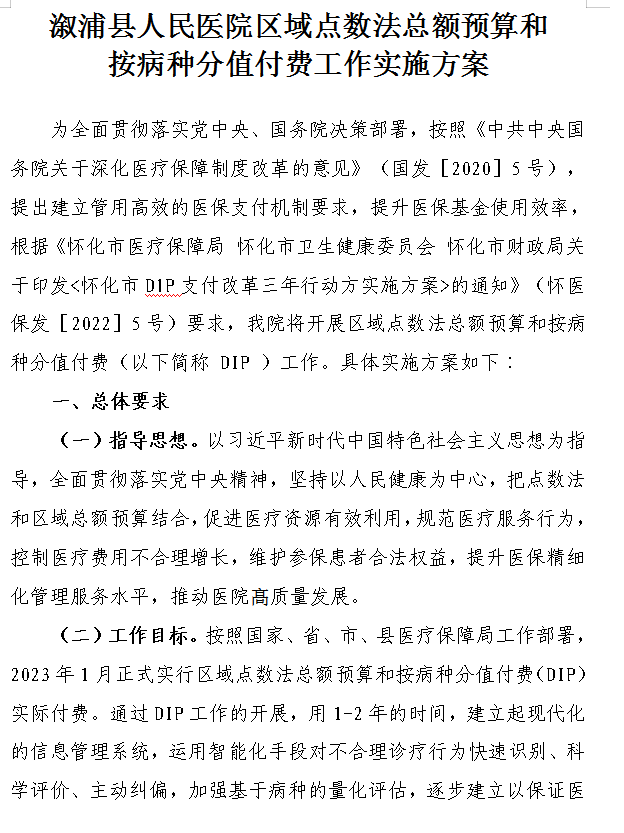 溆浦县人民医院区域点数法总额预算和
按病种分值付费工作实施方案
为全面贯彻落实党中央、国务院决策部署，按照《中共中央国
务院关于深化医疗保障制度改革的意见》（国发［2020］5 号），
提出建立管用高效的医保支付机制要求，提升医保基金使用效率，
根据《怀化市医疗保障局 怀化市卫生健康委员会 怀化市财政局关
于印发<怀化市 DIP 支付改革三年行动方实施方案>的通知》（怀医
保发［2022］5 号）要求，我院将开展区域点数法总额预算和按病
种分值付费（以下简称 DIP ）工作。具体实施方案如下：
一、总体要求
（一）指导思想。以习近平新时代中国特色社会主义思想为指
导，全面贯彻落实党中央精神，坚持以人民健康为中心，把点数法
和区域总额预算结合，促进医疗资源有效利用，规范医疗服务行为，
控制医疗费用不合理增长，维护参保患者合法权益，提升医保精细
化管理服务水平，推动医院高质量发展。
（二）工作目标。按照国家、省、市、县医疗保障局工作部署，
2023 年 1 月正式实行区域点数法总额预算和按病种分值付费(DIP)
实际付费。通过 DIP 工作的开展，用 1-2 年的时间，建立起现代化
的信息管理系统，运用智能化手段对不合理诊疗行为快速识别、科
学评价、主动纠偏，加强基于病种的量化评估，逐步建立以保证医